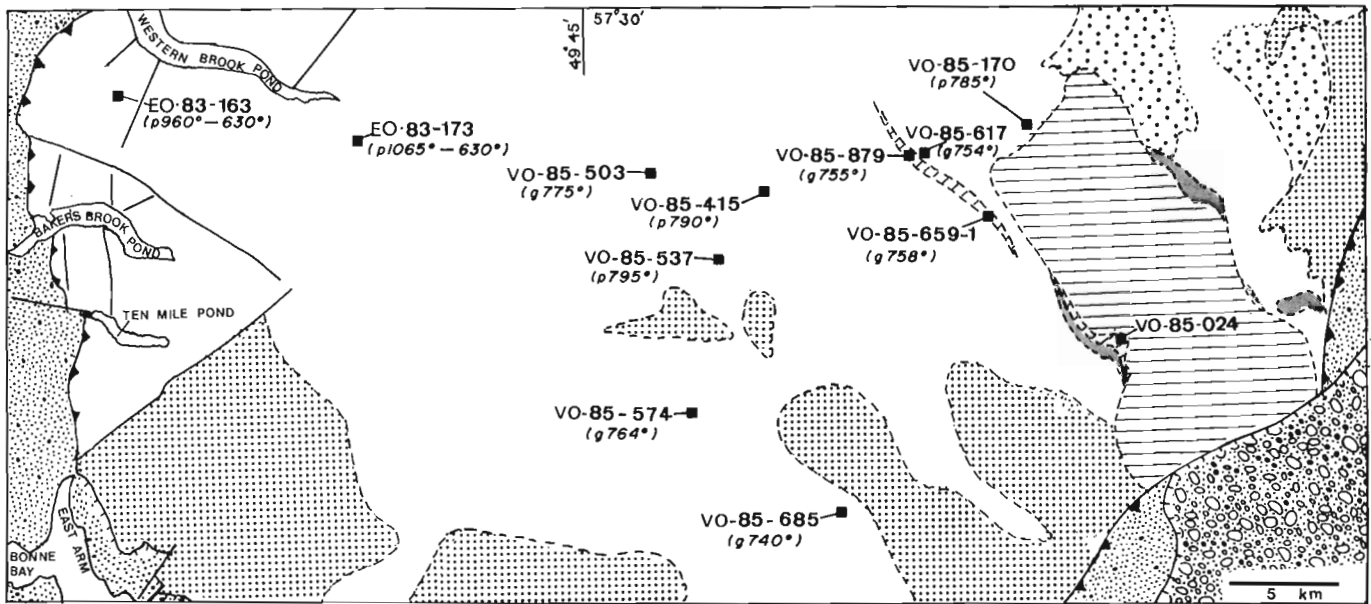 WESTERN BROOK POND
49°45'
57°30'
EO·83-163
(p960°-630°)
EO·83-173
(p1065°-630°)
VO-85-503
(g775°)
VO-85-415
(p790°)
VO-85-537
(p795°)
VO-85-170
(p785°)
VO-85-617
(g754°)
VO-85-879
(g755°)
VO-85-659-1
(g758°)
BAKERS BROOK POND
TEN MILE POND
VO-85-024
VO-85-574
(g764°)
VO-85-685
(g740°)
EAST ARM
BONNE
BAY
5 km